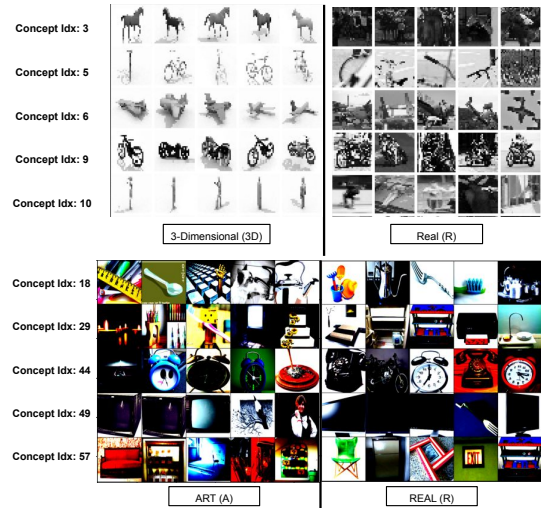 Concept Idx: 3
Concept Idx: 5
Concept Idx: 6
Concept Idx: 9
Concept Idx: 10
3-Dimensional (3D)
Real (R)
Concept Idx: 18
Concept Idx: 29
Concept Idx: 44
Concept Idx: 49
Concept Idx: 57
EXIT
ART (A)
REAL (R)